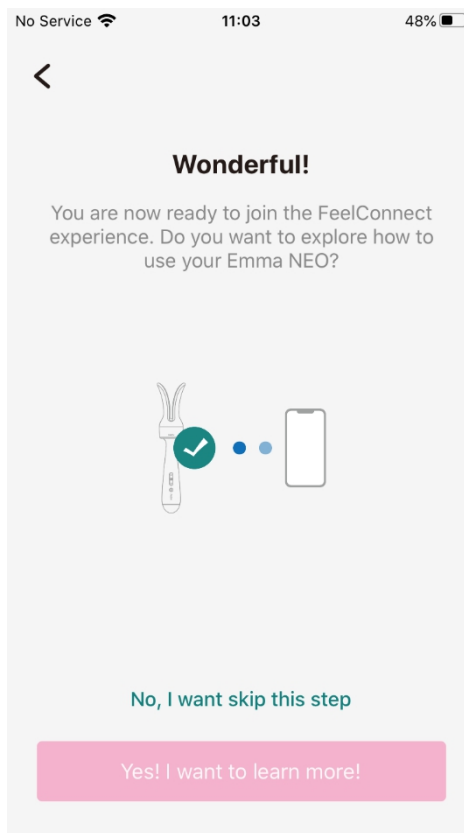 No Service 11:03 48%
Wonderful!
You are now ready to join the FeelConnect
experience. Do you want to explore how to
use your Emma NEO?
No, I want skip this step
Yes! I want to learn more!